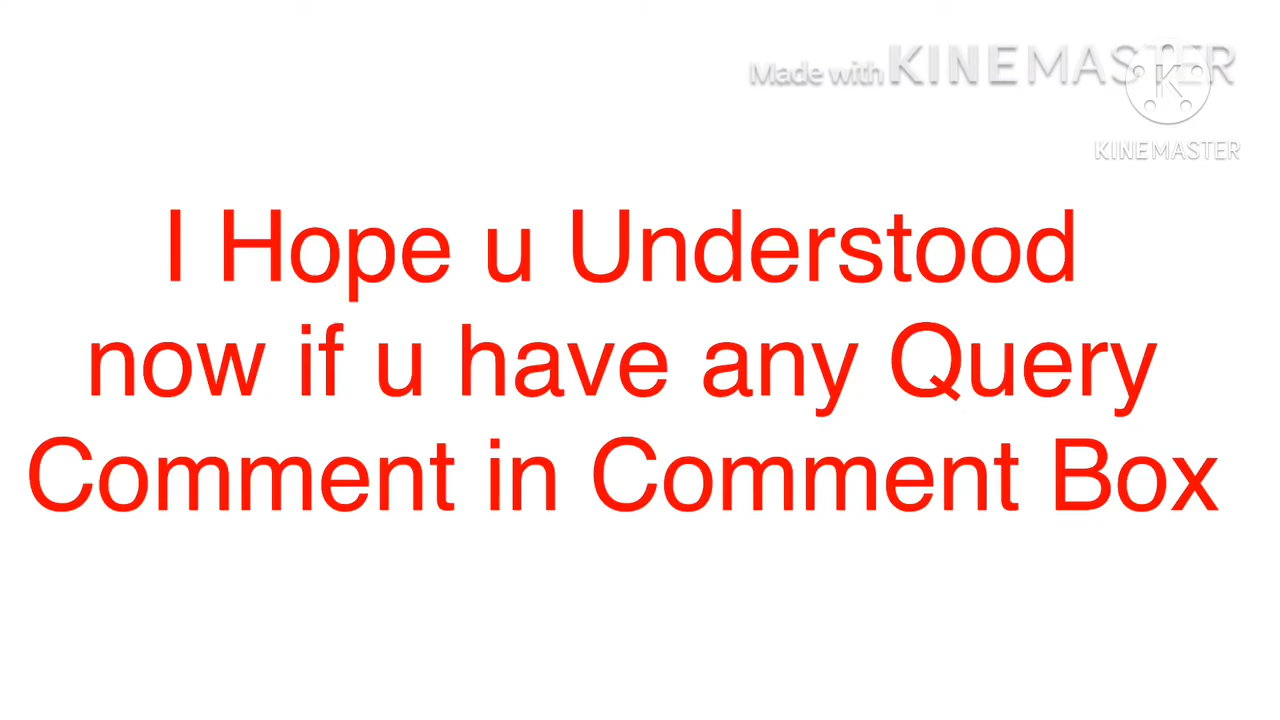 Made with KINEMASTER
K
KINEMASTER
I Hope u Understood
now if u have any Query
Comment in Comment Box